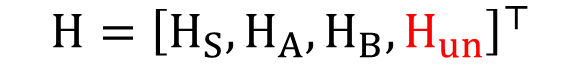 H = [H_S, H_A, H_B, H_un]^⊤